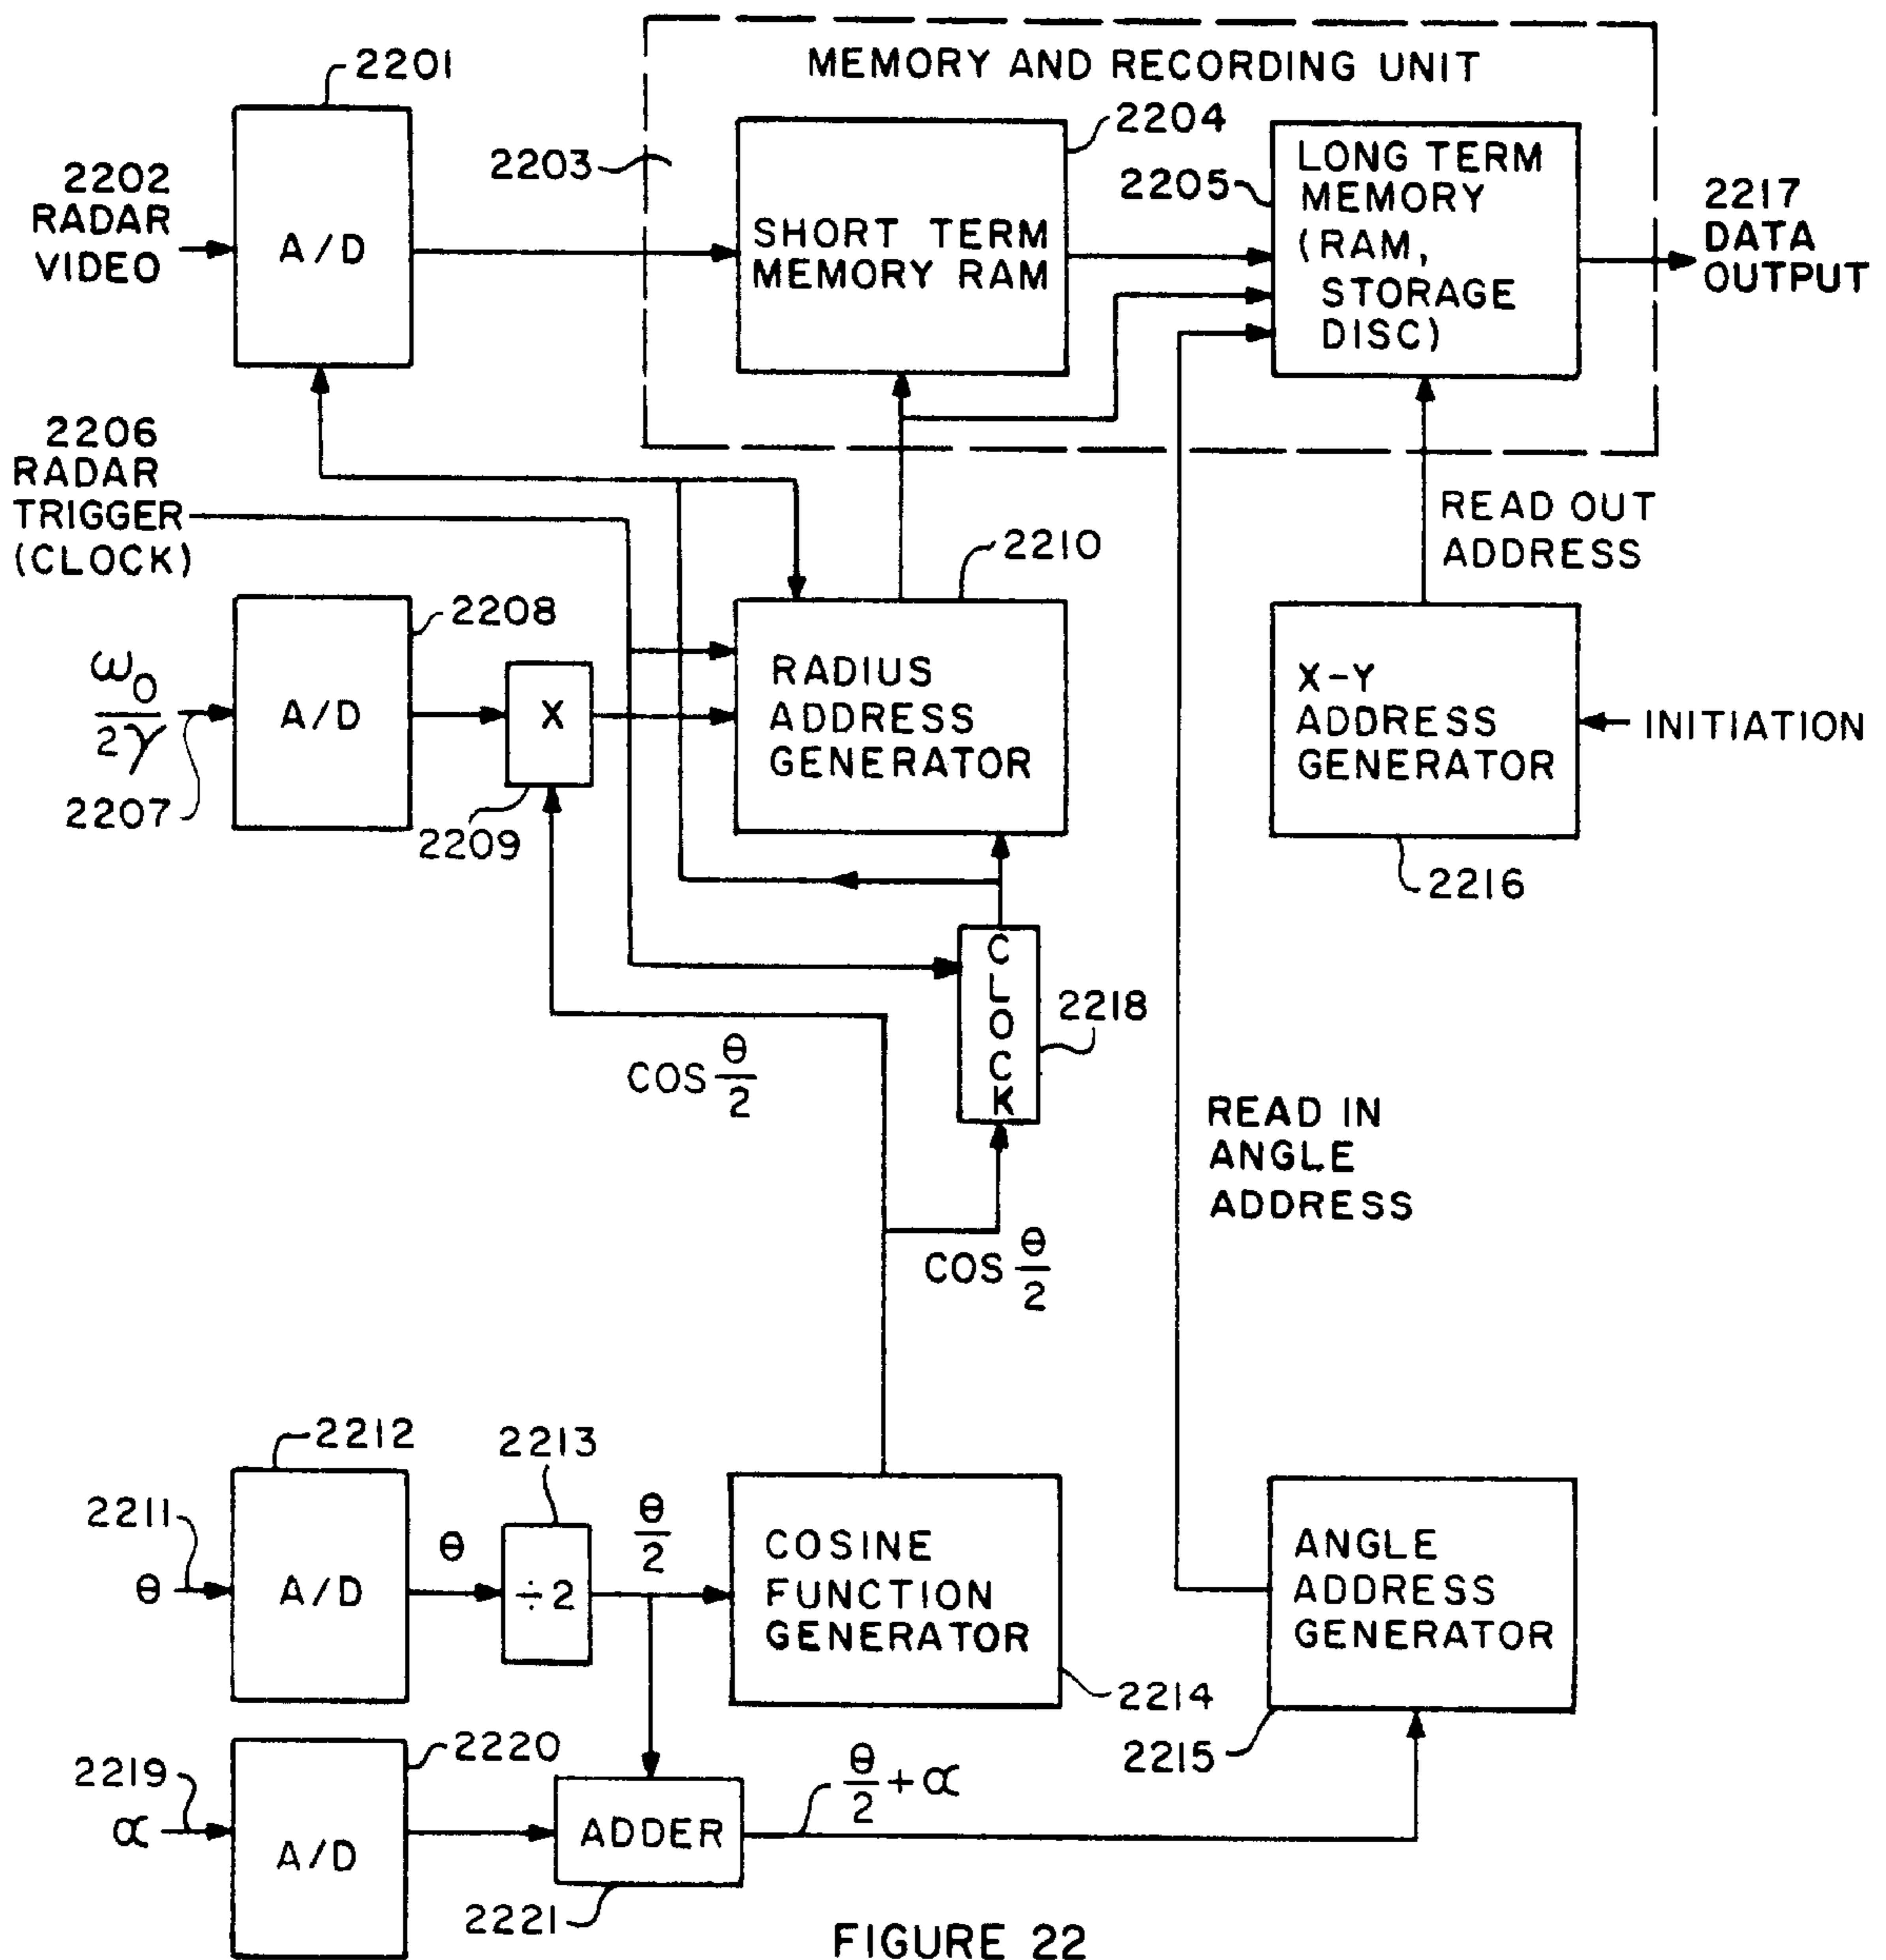 MEMORY AND RECORDING UNIT
2201
2202
RADAR
VIDEO
A/D
2203
2204
SHORT TERM
MEMORY RAM
2205
LONG TERM
MEMORY
(RAM,
STORAGE
DISC)
2217
DATA
OUTPUT
2206
RADAR
TRIGGER
(CLOCK)
READ OUT
ADDRESS
2208
ω0
2γ
2207
A/D
X
2209
2210
RADIUS
ADDRESS
GENERATOR
X-Y
ADDRESS
GENERATOR
INITIATION
2216
CLOCK
2218
COS θ/2
COS θ/2
READ IN
ANGLE
ADDRESS
2212
2211
θ
A/D
θ
2213
÷2
θ/2
COSINE
FUNCTION
GENERATOR
2214
ANGLE
ADDRESS
GENERATOR
2215
2219
α
2220
A/D
ADDER
2221
θ/2 + α
FIGURE 22